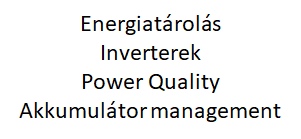 Energiatárolás
Inverterek
Power Quality
Akkumulátor management